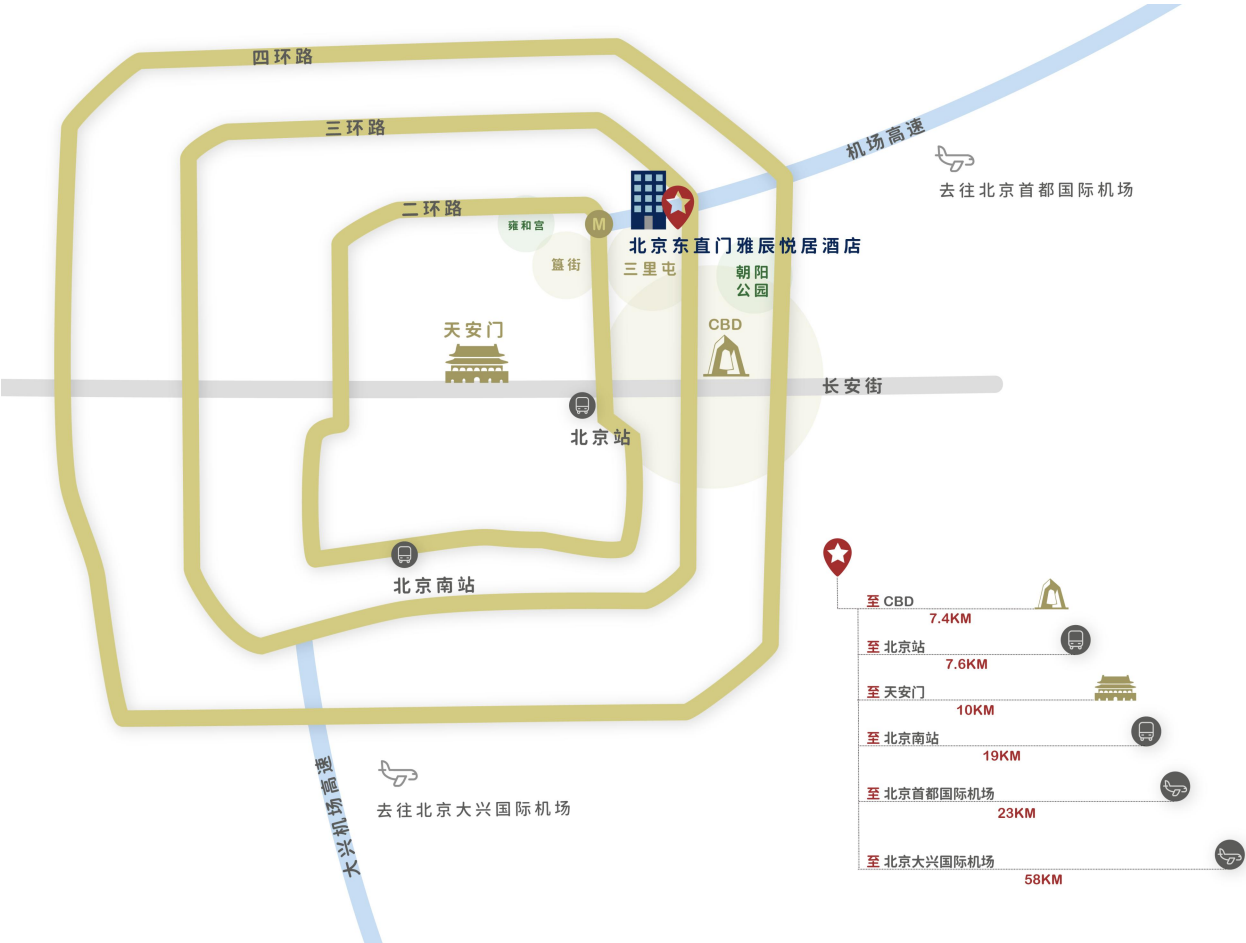 四环路
三环路
机场高速
去往北京首都国际机场
二环路
雍和宫
M
北京东直门雅辰悦居酒店
簋街
三里屯
朝阳
公园
天安门
CBD
长安街
北京站
北京南站
大兴机场高速
去往北京大兴国际机场
至 CBD
7.4KM
至 北京站
7.6KM
至 天安门
10KM
至 北京南站
19KM
至 北京首都国际机场
23KM
至 北京大兴国际机场
58KM